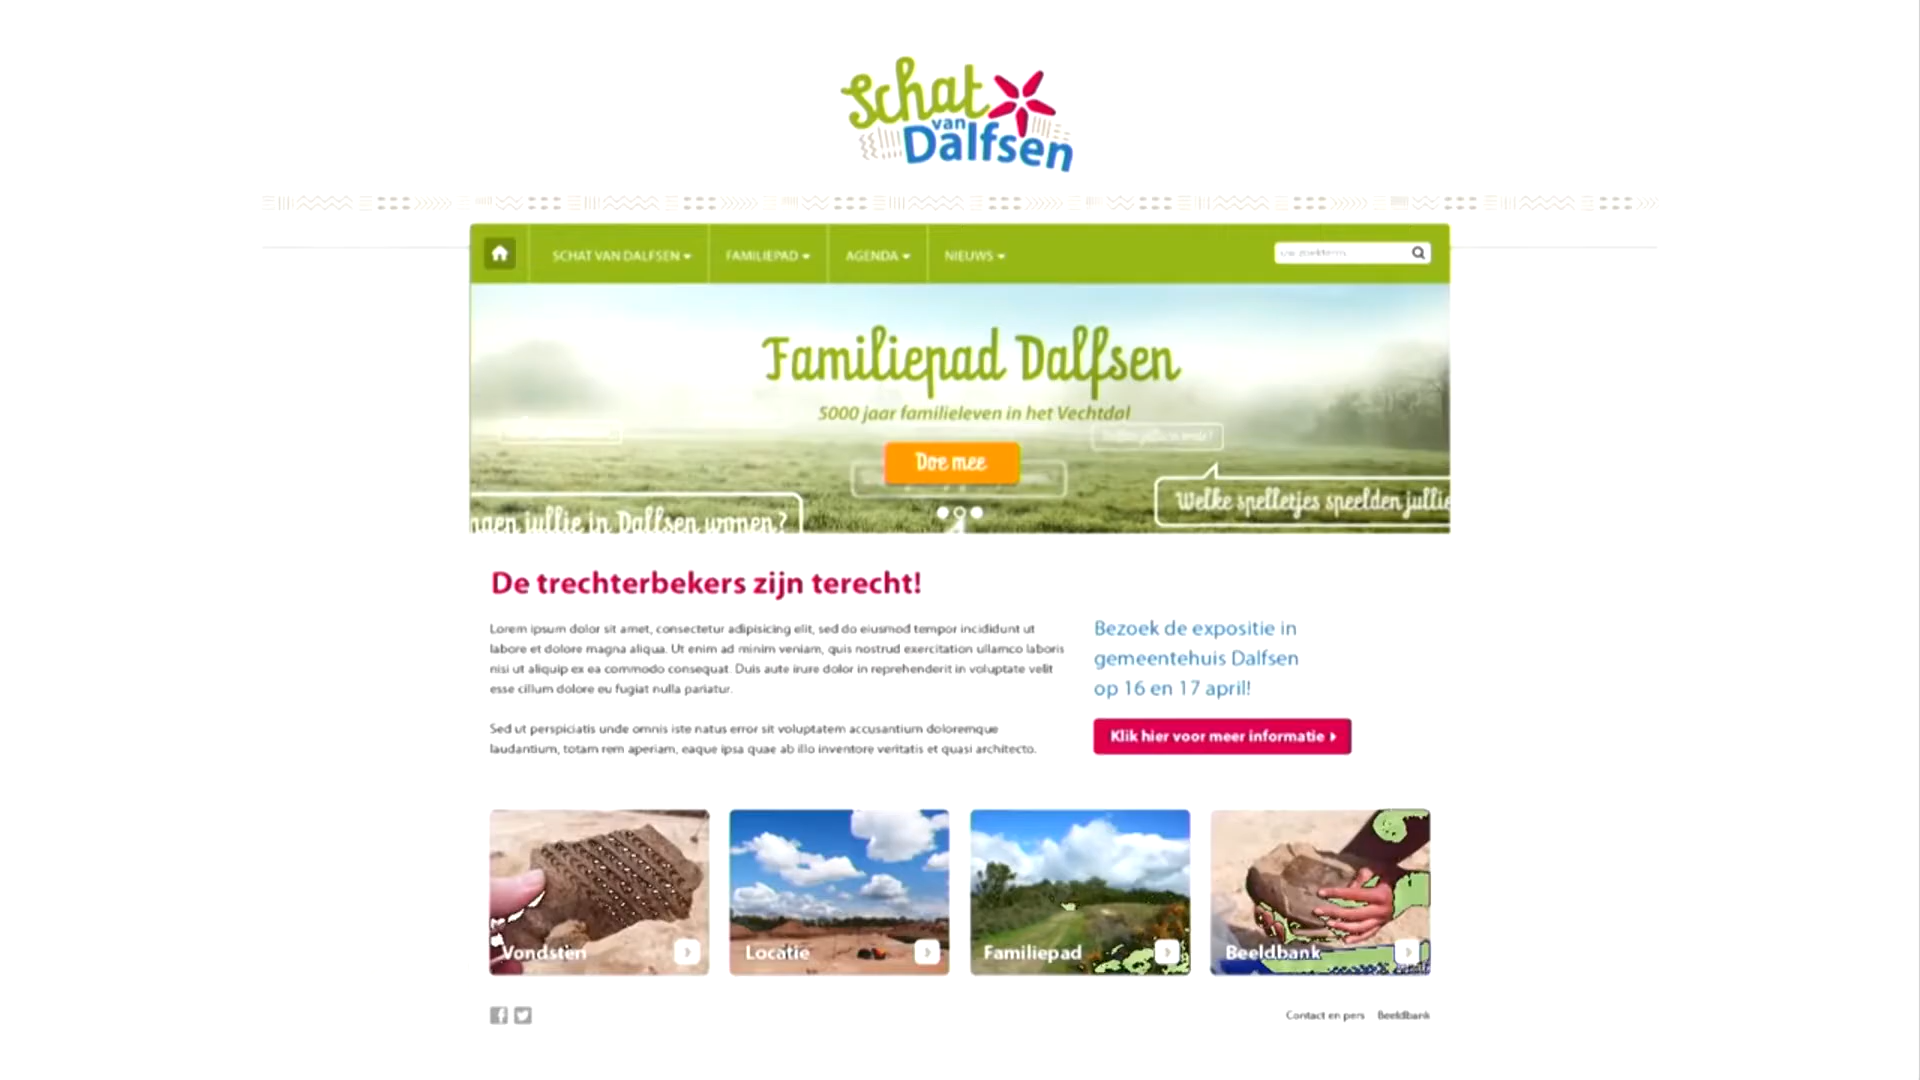 Schat
van
Dalfsen
SCHAT VAN DALFSEN
FAMILIEPAD
AGENDA
NIEUWS
uw zoekterm
Familiepad Dalfsen
5000 jaar familieleven in het Vechtdal
Doe mee
Welke spelletjes speelden jullie
jullie in Dalfsen wonen?
De trechterbekers zijn terecht!
Lorem ipsum dolor sit amet, consectetur adipisicing elit, sed do eiusmod tempor incididunt ut
labore et dolore magna aliqua. Ut enim ad minim veniam, quis nostrud exercitation ullamco laboris
nisi ut aliquip ex ea commodo consequat. Duis aute irure dolor in reprehenderit in voluptate velit
esse cillum dolore eu fugiat nulla pariatur.
Sed ut perspiciatis unde omnis iste natus error sit voluptatem accusantium doloremque
laudantium, totam rem aperiam, eaque ipsa quae ab illo inventore veritatis et quasi architecto.
Bezoek de expositie in
gemeentehuis Dalfsen
op 16 en 17 april!
Klik hier voor meer informatie
Vondsten
Locatie
Familiepad
Beeldbank
Contact en pers
Beeldbank